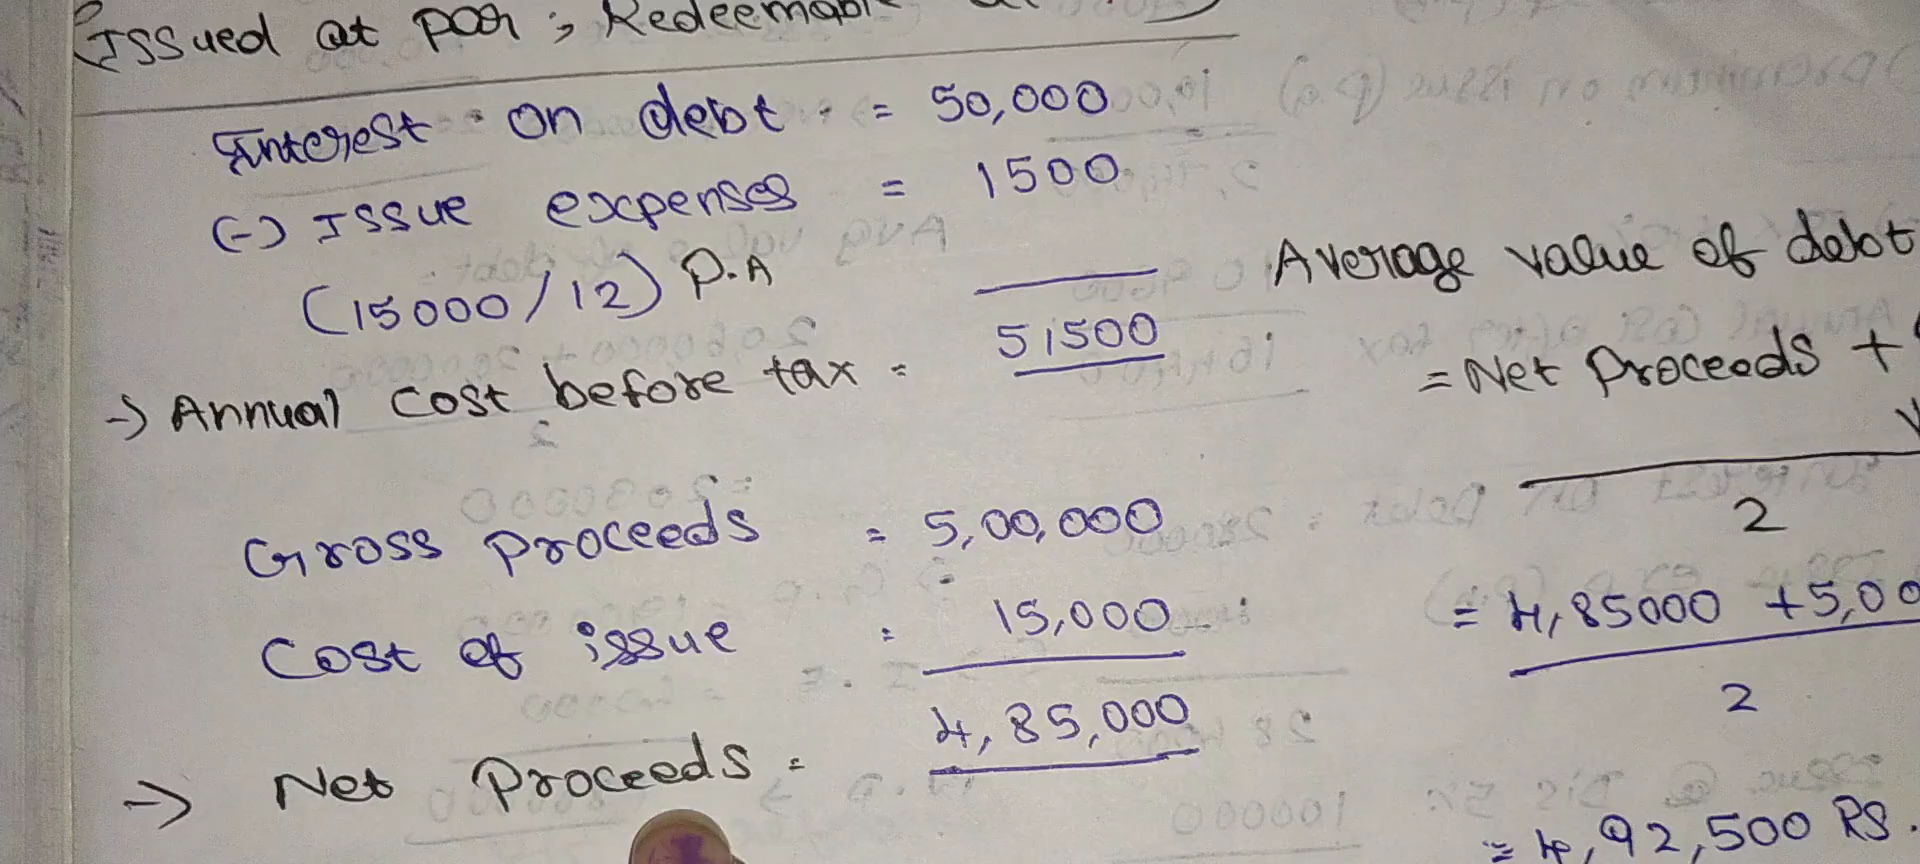 Issued at par ; Redeemable
Interest on debt = 50,000
(-) Issue expenses = 1500
(15000/12) P.A
51500
→ Annual cost before tax =
Gross proceeds = 5,00,000
Cost of issue : 15,000
→ Net Proceeds = 4,85,000
Average value of debt
= Net Proceeds +
2
= 4,85000 + 5,00
2
= 4,92,500 RS.